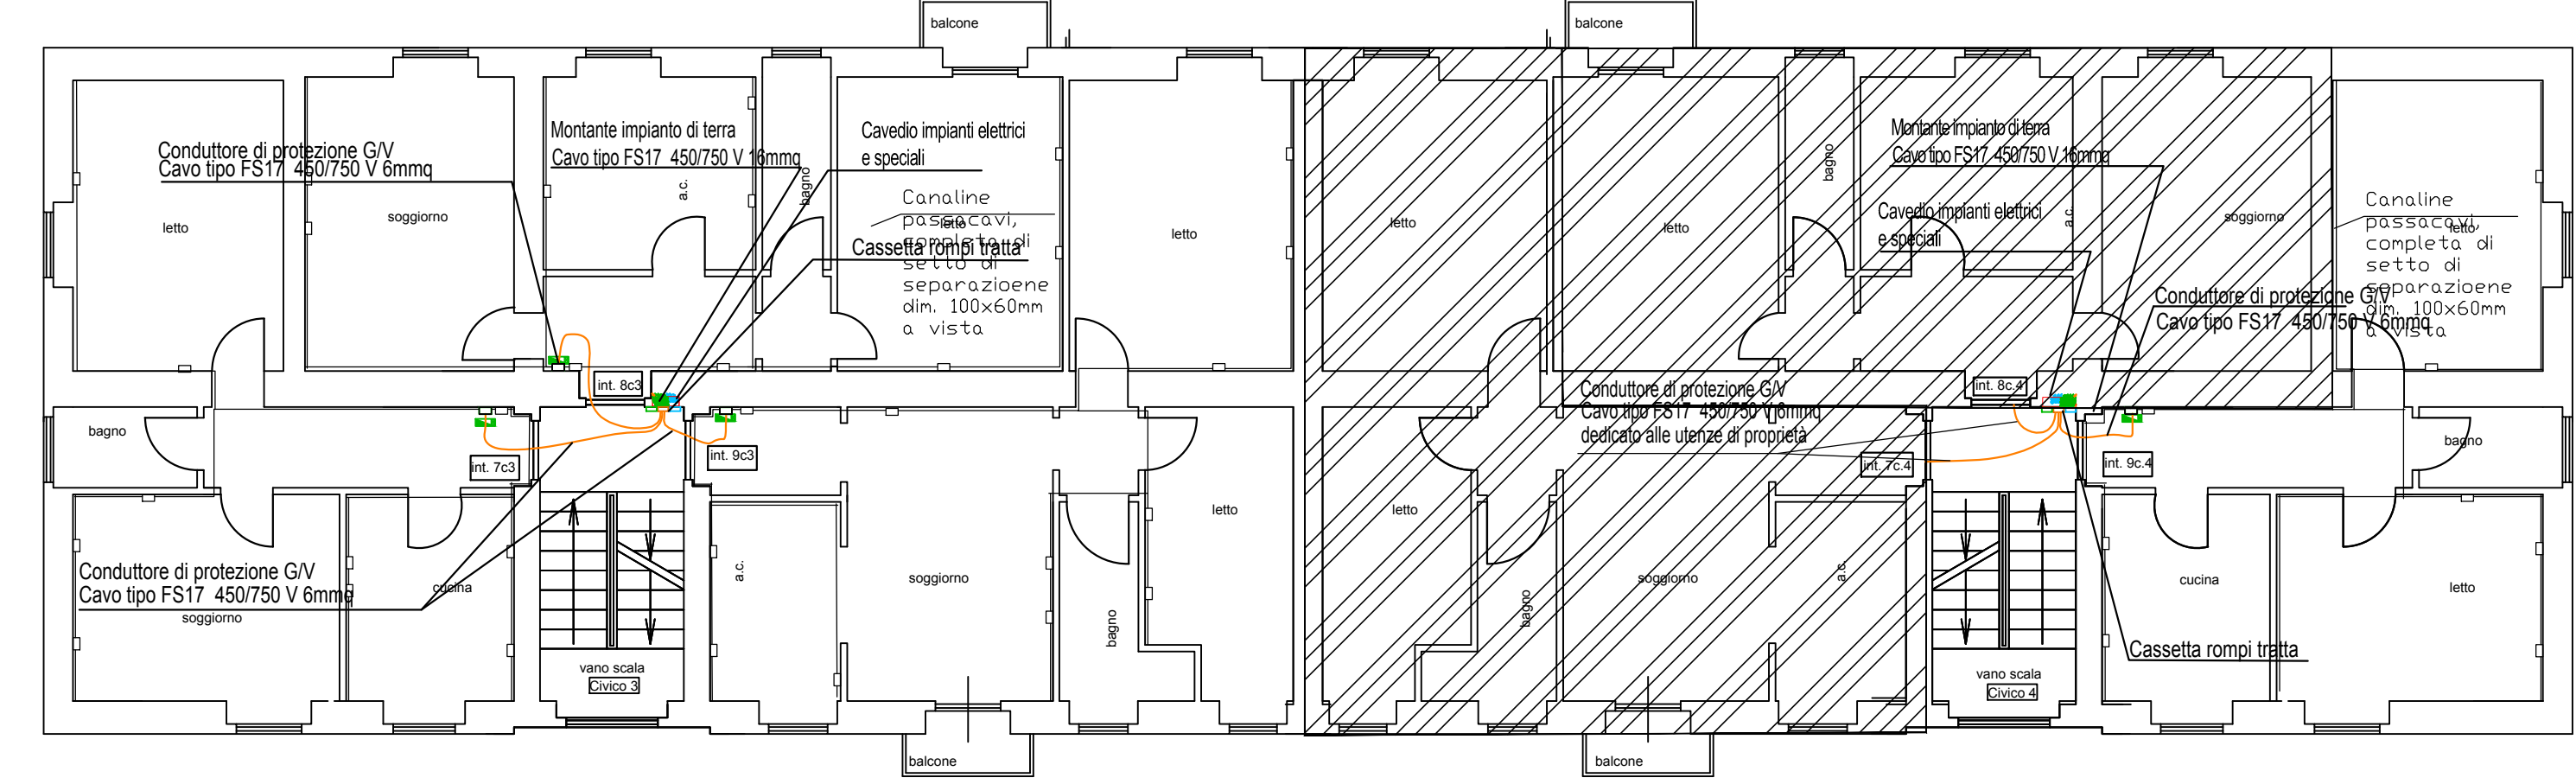 balcone
balcone
Conduttore di protezione G/V
Cavo tipo FS17 450/750 V 6mmq
Montante impianto di terra
Cavo tipo FS17 450/750 V 16mmq
Cavedio impianti elettrici
e speciali
Montante impianto di terra
Cavo tipo FS17 450/750 V 16mmq
Cavedio impianti elettrici
e speciali
Canaline
passacavi,
completa di
setto di
separazioene
dim. 100x60mm
a vista
Cassetta rompi tratta
Canaline
passacavi,
completa di
setto di
separazioene
dim. 100x60mm
a vista
Conduttore di protezione G/V
Cavo tipo FS17 450/750 V 6mmq
letto
soggiorno
a.c.
bagno
letto
letto
letto
letto
bagno
a.c.
soggiorno
letto
Conduttore di protezione G/V
Cavo tipo FS17 450/750 V 6mmq
dedicato alle utenze di proprietà
int. 8c3
int. 8c.4
bagno
int. 7c3
int. 9c3
int. 7c.4
int. 9c.4
bagno
Conduttore di protezione G/V
Cavo tipo FS17 450/750 V 6mmq
soggiorno
cucina
a.c.
soggiorno
bagno
letto
letto
bagno
soggiorno
a.c.
cucina
letto
Cassetta rompi tratta
vano scala
Civico 3
vano scala
Civico 4
balcone
balcone